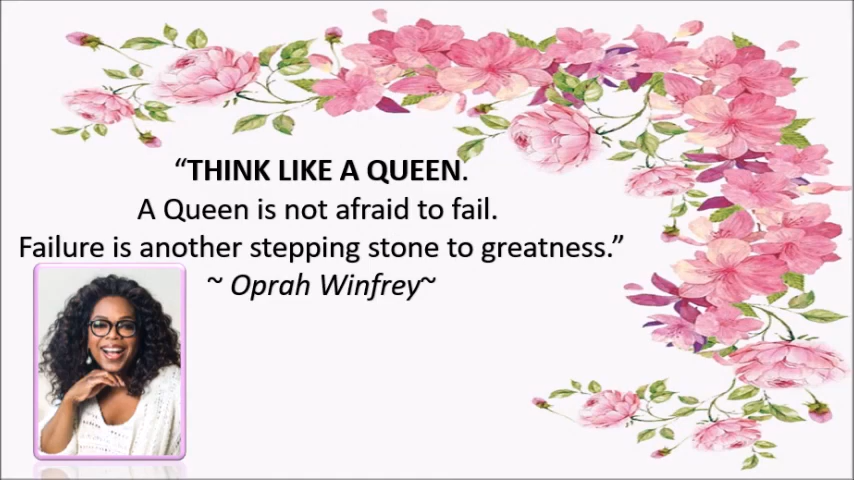 “THINK LIKE A QUEEN.
A Queen is not afraid to fail.
Failure is another stepping stone to greatness.”
~ Oprah Winfrey~